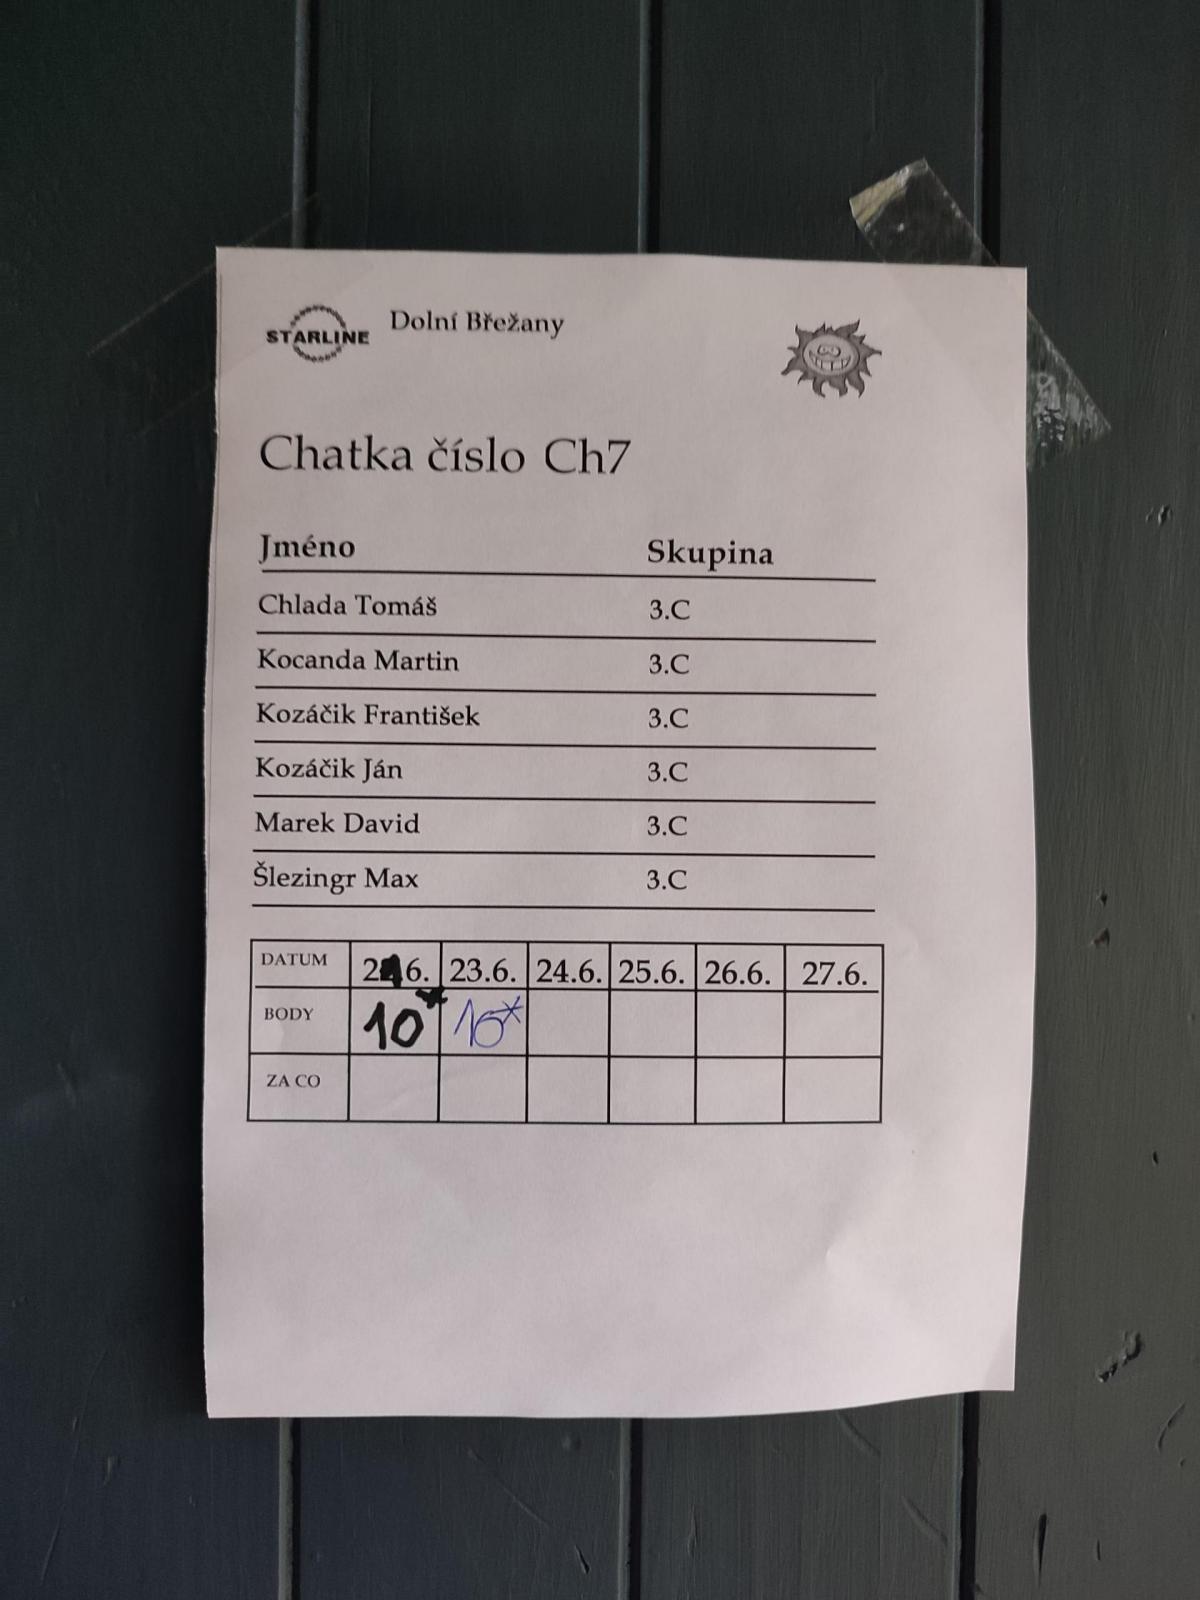 STARLINE Dolní Břežany
Chatka číslo Ch7
Jméno Skupina
Chlada Tomáš 3.C
Kocanda Martin 3.C
Kozáčik František 3.C
Kozáčik Ján 3.C
Marek David 3.C
Šlezingr Max 3.C
DATUM 23.6. 24.6. 25.6. 26.6. 27.6.
BODY 10* 10*
ZA CO